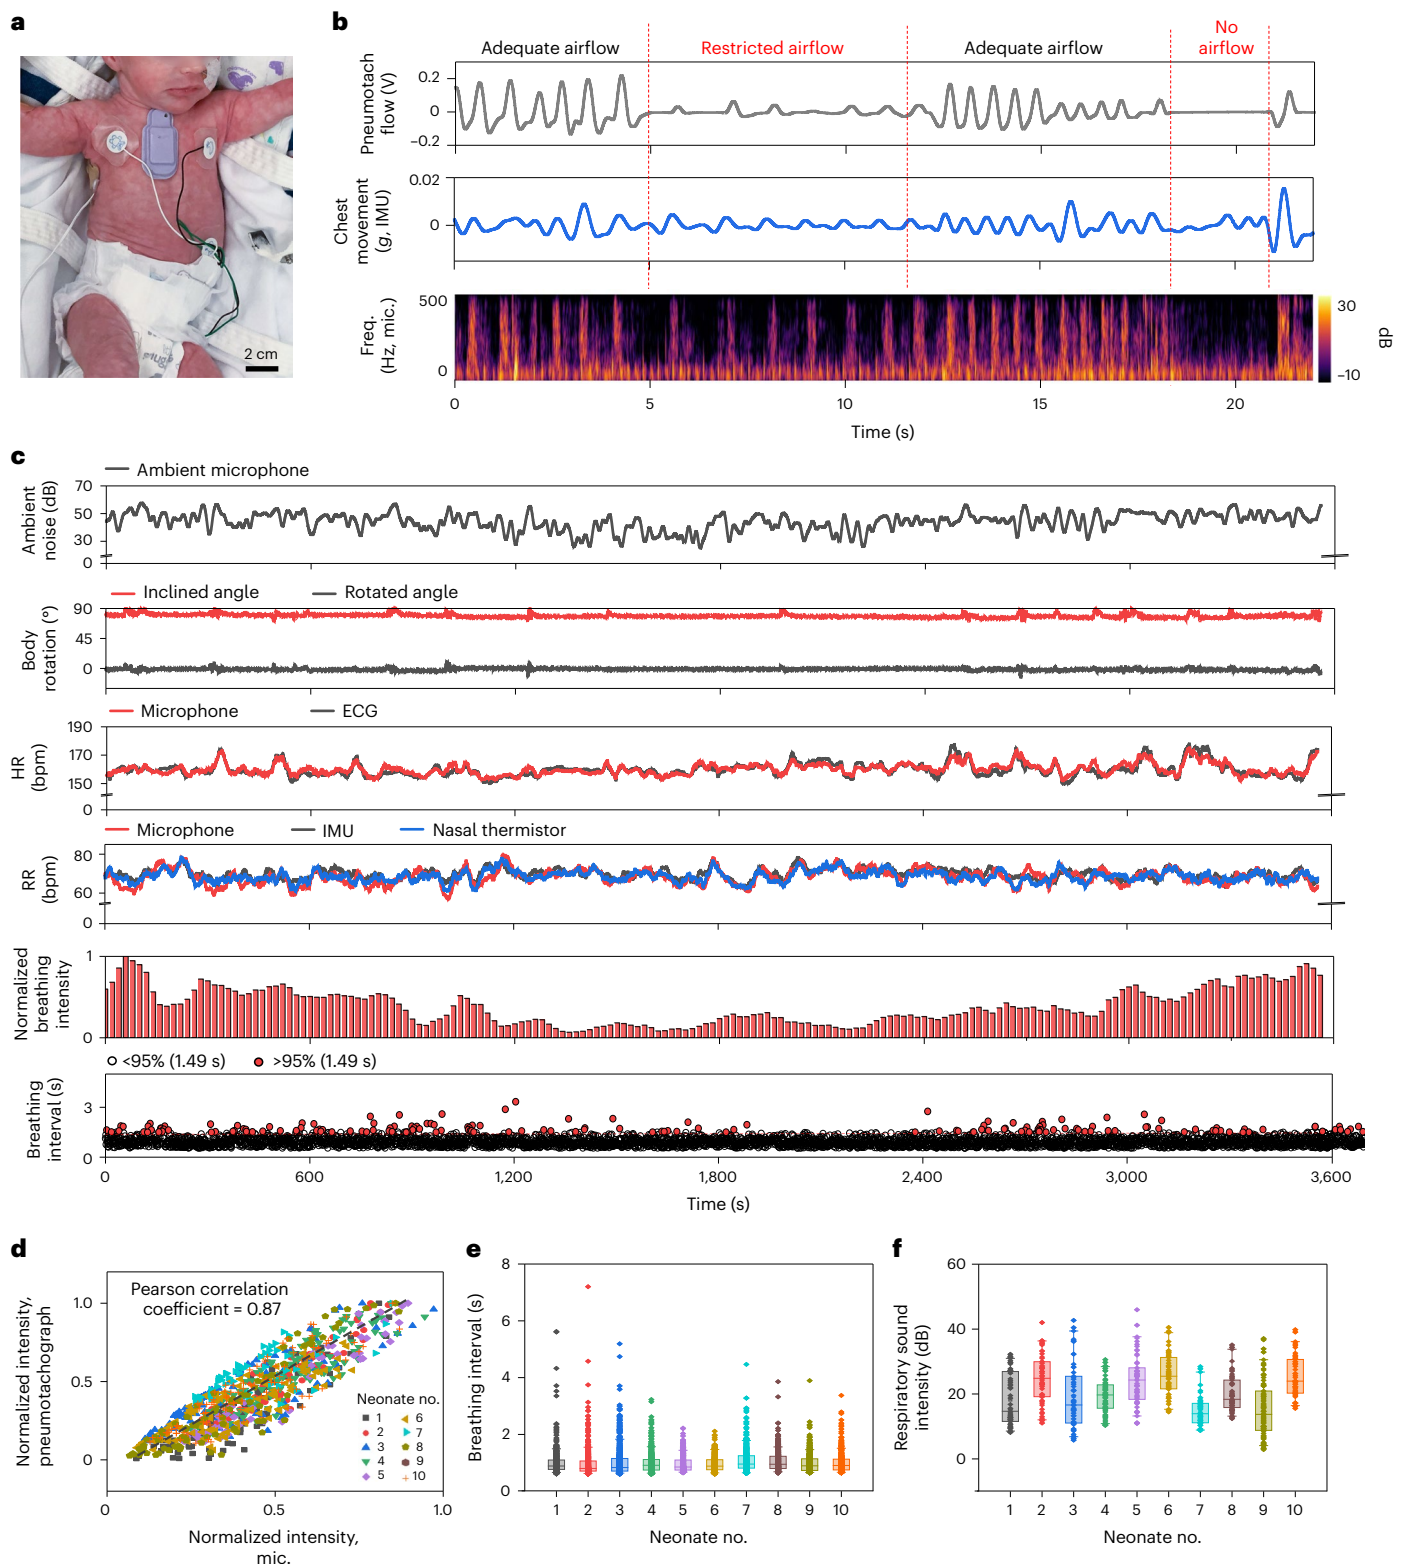 a
2 cm
b
Adequate airflow
Restricted airflow
Adequate airflow
No
airflow
Pneumotach
flow (V)
0.2
0
–0.2
Chest
movement
(g, IMU)
0.02
0
Freq.
(Hz, mic.)
500
0
30
–10
dB
0 5 10 15 20
Time (s)
c
Ambient microphone
Ambient
noise (dB)
70
50
30
0
Inclined angle
Rotated angle
Body
rotation (°)
90
45
0
Microphone
ECG
HR
(bpm)
190
170
150
0
Microphone
IMU
Nasal thermistor
RR
(bpm)
80
60
0
Normalized
breathing
intensity
1
0
<95% (1.49 s)
>95% (1.49 s)
Breathing
interval (s)
3
0
0 600 1,200 1,800 2,400 3,000 3,600
Time (s)
d
Pearson correlation
coefficient = 0.87
Normalized intensity,
pneumotachograph
1.0
0.5
0
Neonate no.
1 6
2 7
3 8
4 9
5 10
0 0.5 1.0
Normalized intensity,
mic.
e
Breathing interval (s)
8
6
4
2
0
1 2 3 4 5 6 7 8 9 10
Neonate no.
f
Respiratory sound
intensity (dB)
60
40
20
0
1 2 3 4 5 6 7 8 9 10
Neonate no.